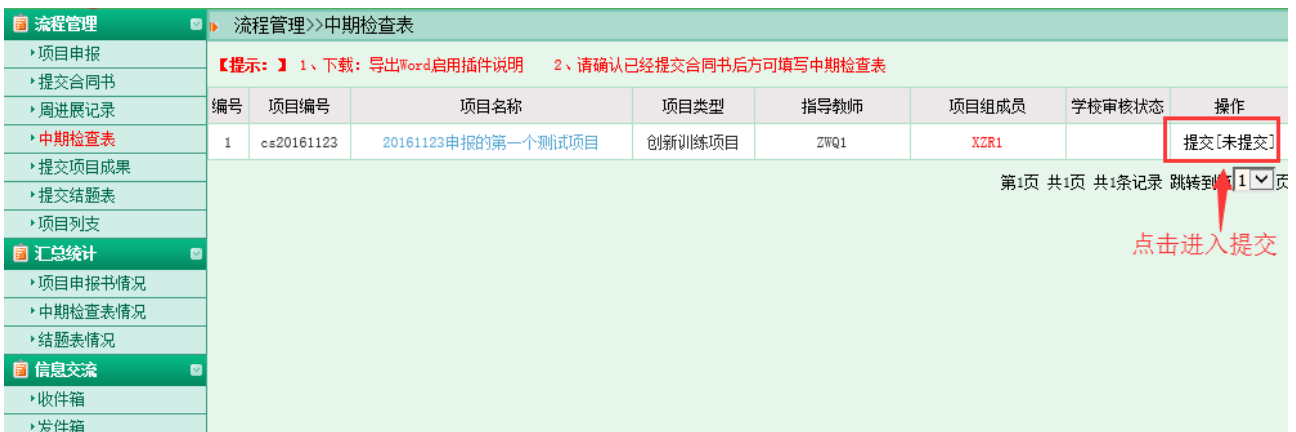 流程管理
项目申报
提交合同书
周进展记录
中期检查表
提交项目成果
提交结题表
项目列支
汇总统计
项目申报书情况
中期检查表情况
结题表情况
信息交流
收件箱
发件箱
流程管理>>中期检查表
【提示：】 1、下载：导出Word启用插件说明 2、请确认已经提交合同书后方可填写中期检查表
编号 项目编号 项目名称 项目类型 指导教师 项目组成员 学校审核状态 操作
1 cs20161123 20161123申报的第一个测试项目 创新训练项目 ZWQ1 XZR1 提交[未提交]
第1页 共1页 共1条记录 跳转到 1 页
点击进入提交